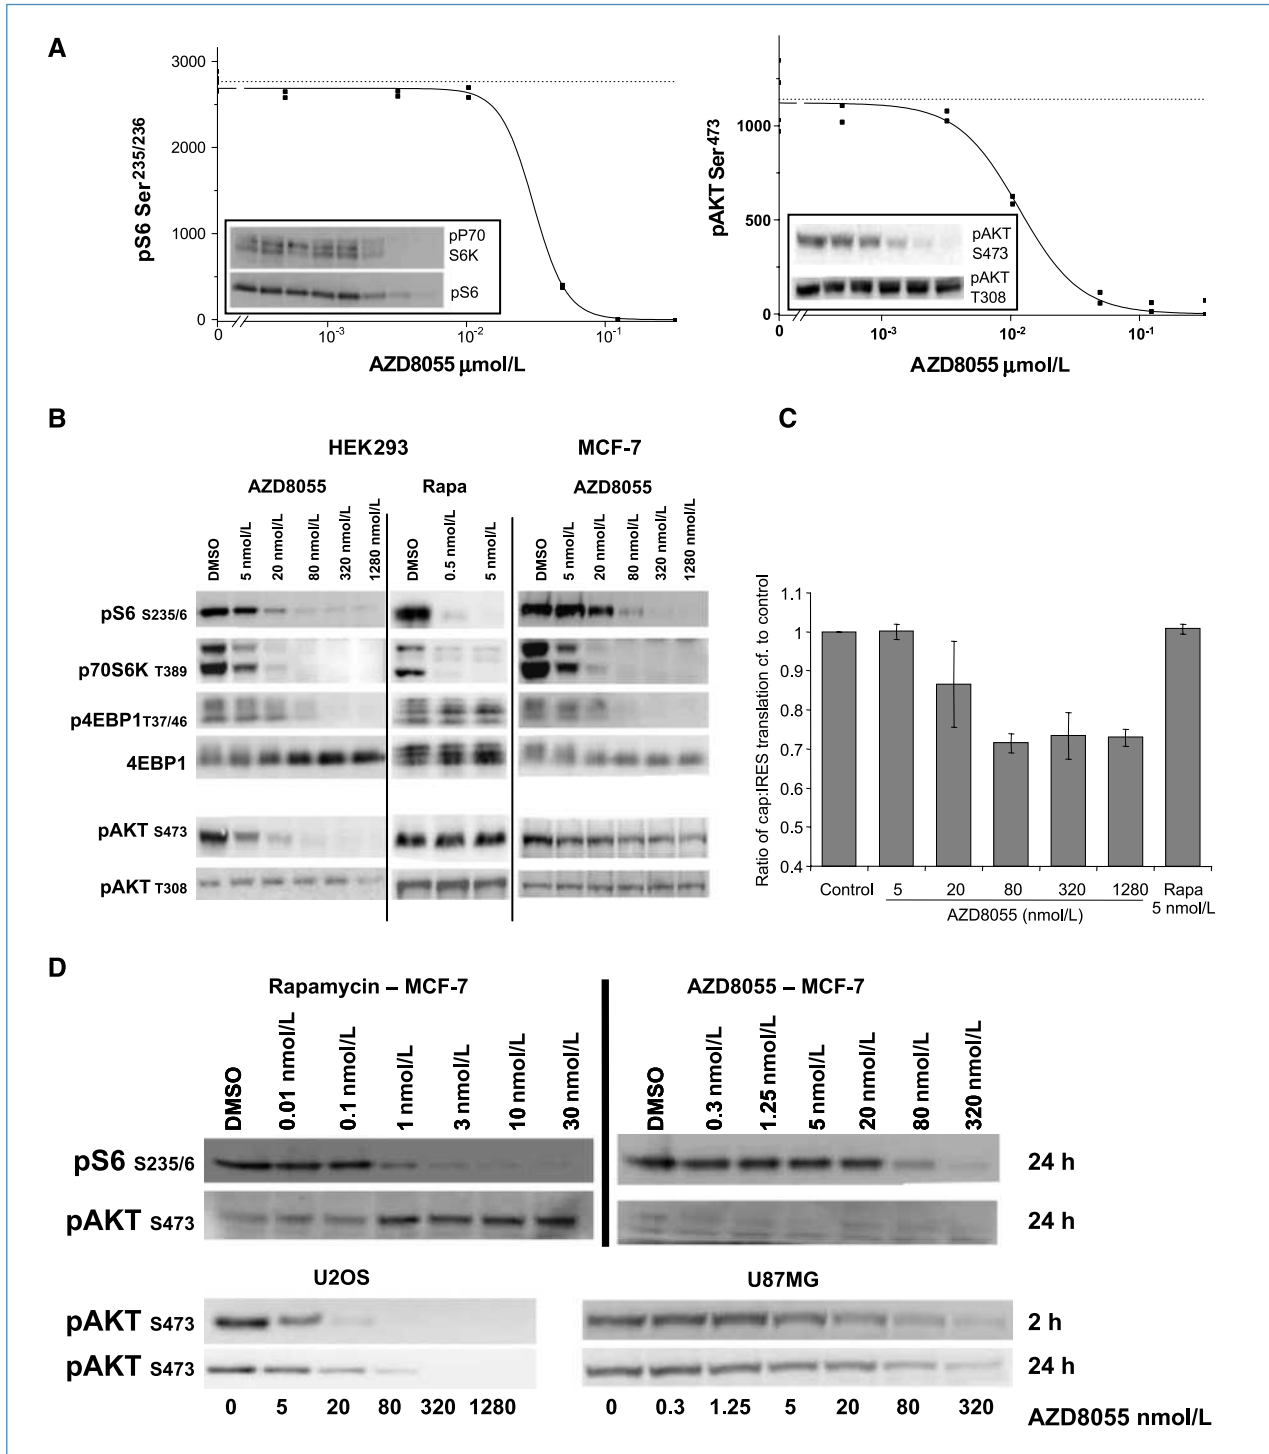 A
pS6 Ser235/236
3000
2000
1000
0
pP70
S6K
pS6
0
10-3
10-2
10-1
AZD8055 µmol/L
pAKT Ser473
1000
500
0
pAKT
S473
pAKT
T308
0
10-3
10-2
10-1
AZD8055 µmol/L
B
HEK293
MCF-7
AZD8055
Rapa
AZD8055
DMSO
5 nmol/L
20 nmol/L
80 nmol/L
320 nmol/L
1280 nmol/L
DMSO
0.5 nmol/L
5 nmol/L
DMSO
5 nmol/L
20 nmol/L
80 nmol/L
320 nmol/L
1280 nmol/L
pS6 S235/6
p70S6K T389
p4EBP1T37/46
4EBP1
pAKT S473
pAKT T308
C
Ratio of cap:IRES translation cf. to control
1.1
1
0.9
0.8
0.7
0.6
0.5
0.4
Control
5
20
80
320
1280
Rapa
5 nmol/L
AZD8055 (nmol/L)
D
Rapamycin – MCF-7
AZD8055 – MCF-7
DMSO
0.01 nmol/L
0.1 nmol/L
1 nmol/L
3 nmol/L
10 nmol/L
30 nmol/L
DMSO
0.3 nmol/L
1.25 nmol/L
5 nmol/L
20 nmol/L
80 nmol/L
320 nmol/L
pS6 S235/6
24 h
pAKT S473
24 h
U2OS
U87MG
pAKT S473
2 h
pAKT S473
24 h
0 5 20 80 320 1280
0 0.3 1.25 5 20 80 320
AZD8055 nmol/L